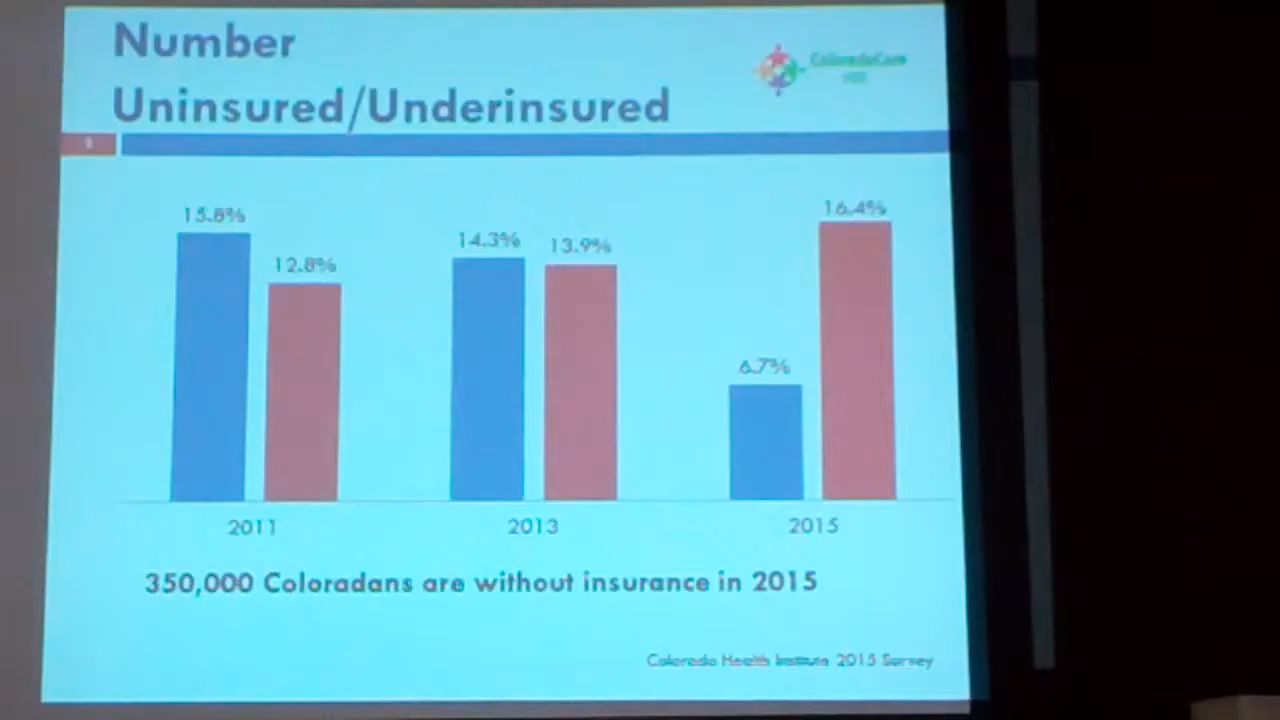 Number
Uninsured/Underinsured
ColoradoCare
15.8%
12.8%
14.3%
13.9%
6.7%
16.4%
2011
2013
2015
350,000 Coloradans are without insurance in 2015
Colorado Health Institute 2015 Survey